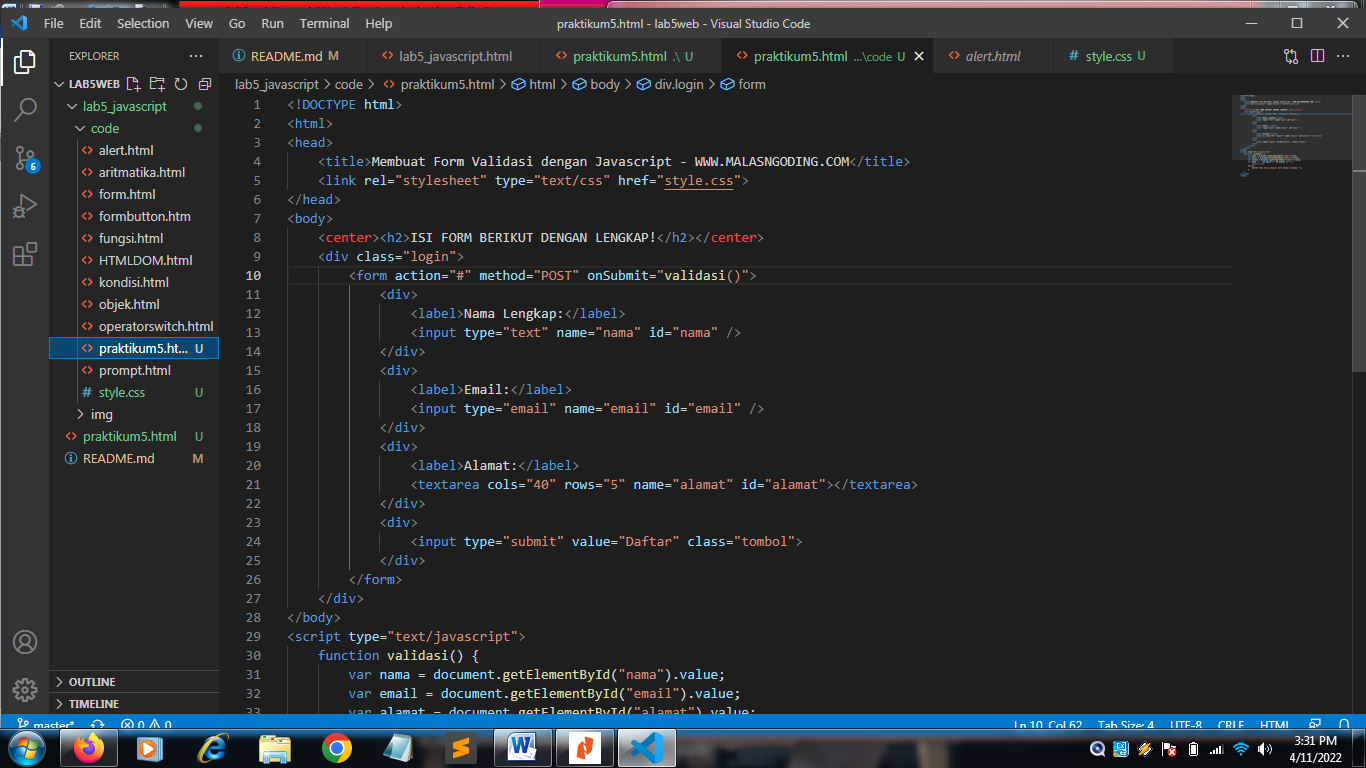 File Edit Selection View Go Run Terminal Help praktikum5.html - lab5web - Visual Studio Code
EXPLORER
README.md M lab5_javascript.html praktikum5.html .\ U praktikum5.html ...\code U alert.html style.css U
LAB5WEB
lab5_javascript
code
alert.html
aritmatika.html
form.html
formbutton.htm
fungsi.html
HTMLDOM.html
kondisi.html
objek.html
operatorswitch.html
praktikum5.ht... U
prompt.html
style.css U
img
praktikum5.html U
README.md M
OUTLINE
TIMELINE
6
lab5_javascript > code > praktikum5.html > html > body > div.login > form
1 <!DOCTYPE html>
2 <html>
3 <head>
4 <title>Membuat Form Validasi dengan Javascript - WWW.MALASNGODING.COM</title>
5 <link rel="stylesheet" type="text/css" href="style.css">
6 </head>
7 <body>
8 <center><h2>ISI FORM BERIKUT DENGAN LENGKAP!</h2></center>
9 <div class="login">
10 <form action="#" method="POST" onSubmit="validasi()">
11 <div>
12 <label>Nama Lengkap:</label>
13 <input type="text" name="nama" id="nama" />
14 </div>
15 <div>
16 <label>Email:</label>
17 <input type="email" name="email" id="email" />
18 </div>
19 <div>
20 <label>Alamat:</label>
21 <textarea cols="40" rows="5" name="alamat" id="alamat"></textarea>
22 </div>
23 <div>
24 <input type="submit" value="Daftar" class="tombol">
25 </div>
26 </form>
27 </div>
28 </body>
29 <script type="text/javascript">
30 function validasi() {
31 var nama = document.getElementById("nama").value;
32 var email = document.getElementById("email").value;
33 var alamat = document.getElementById("alamat").value;
master* 0 0 Ln 10, Col 62 Tab Size: 4 UTF-8 CRLF HTML
3:31 PM
4/11/2022